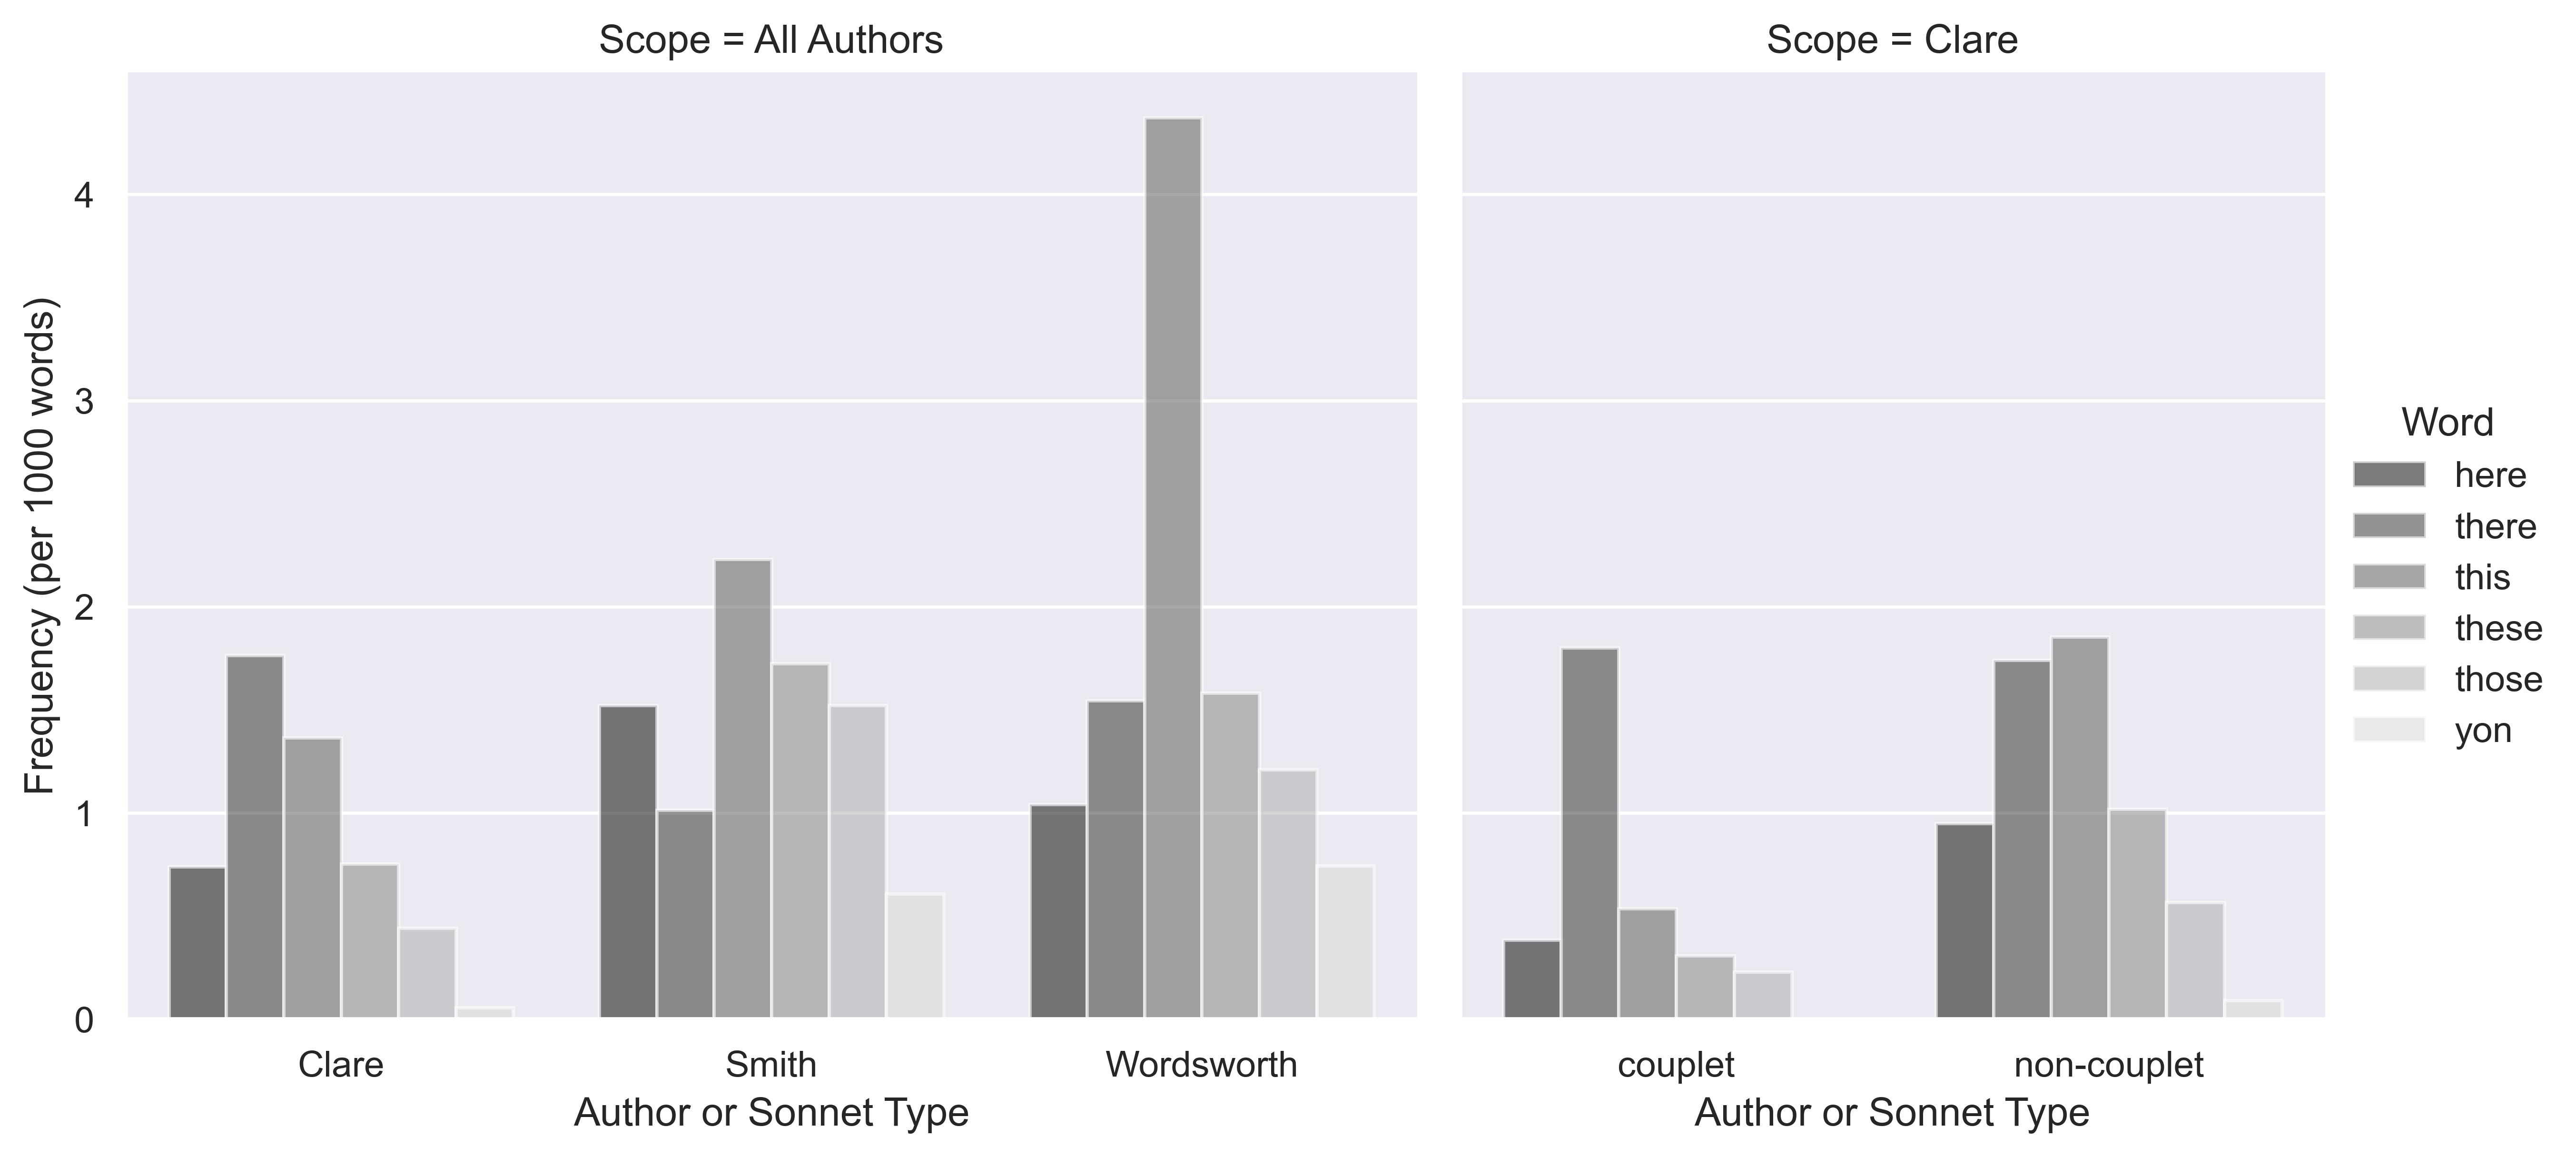 Scope = All Authors
Scope = Clare
Frequency (per 1000 words)
4
3
2
1
0
Clare
Smith
Wordsworth
Author or Sonnet Type
couplet
non-couplet
Author or Sonnet Type
Word
here
there
this
these
those
yon